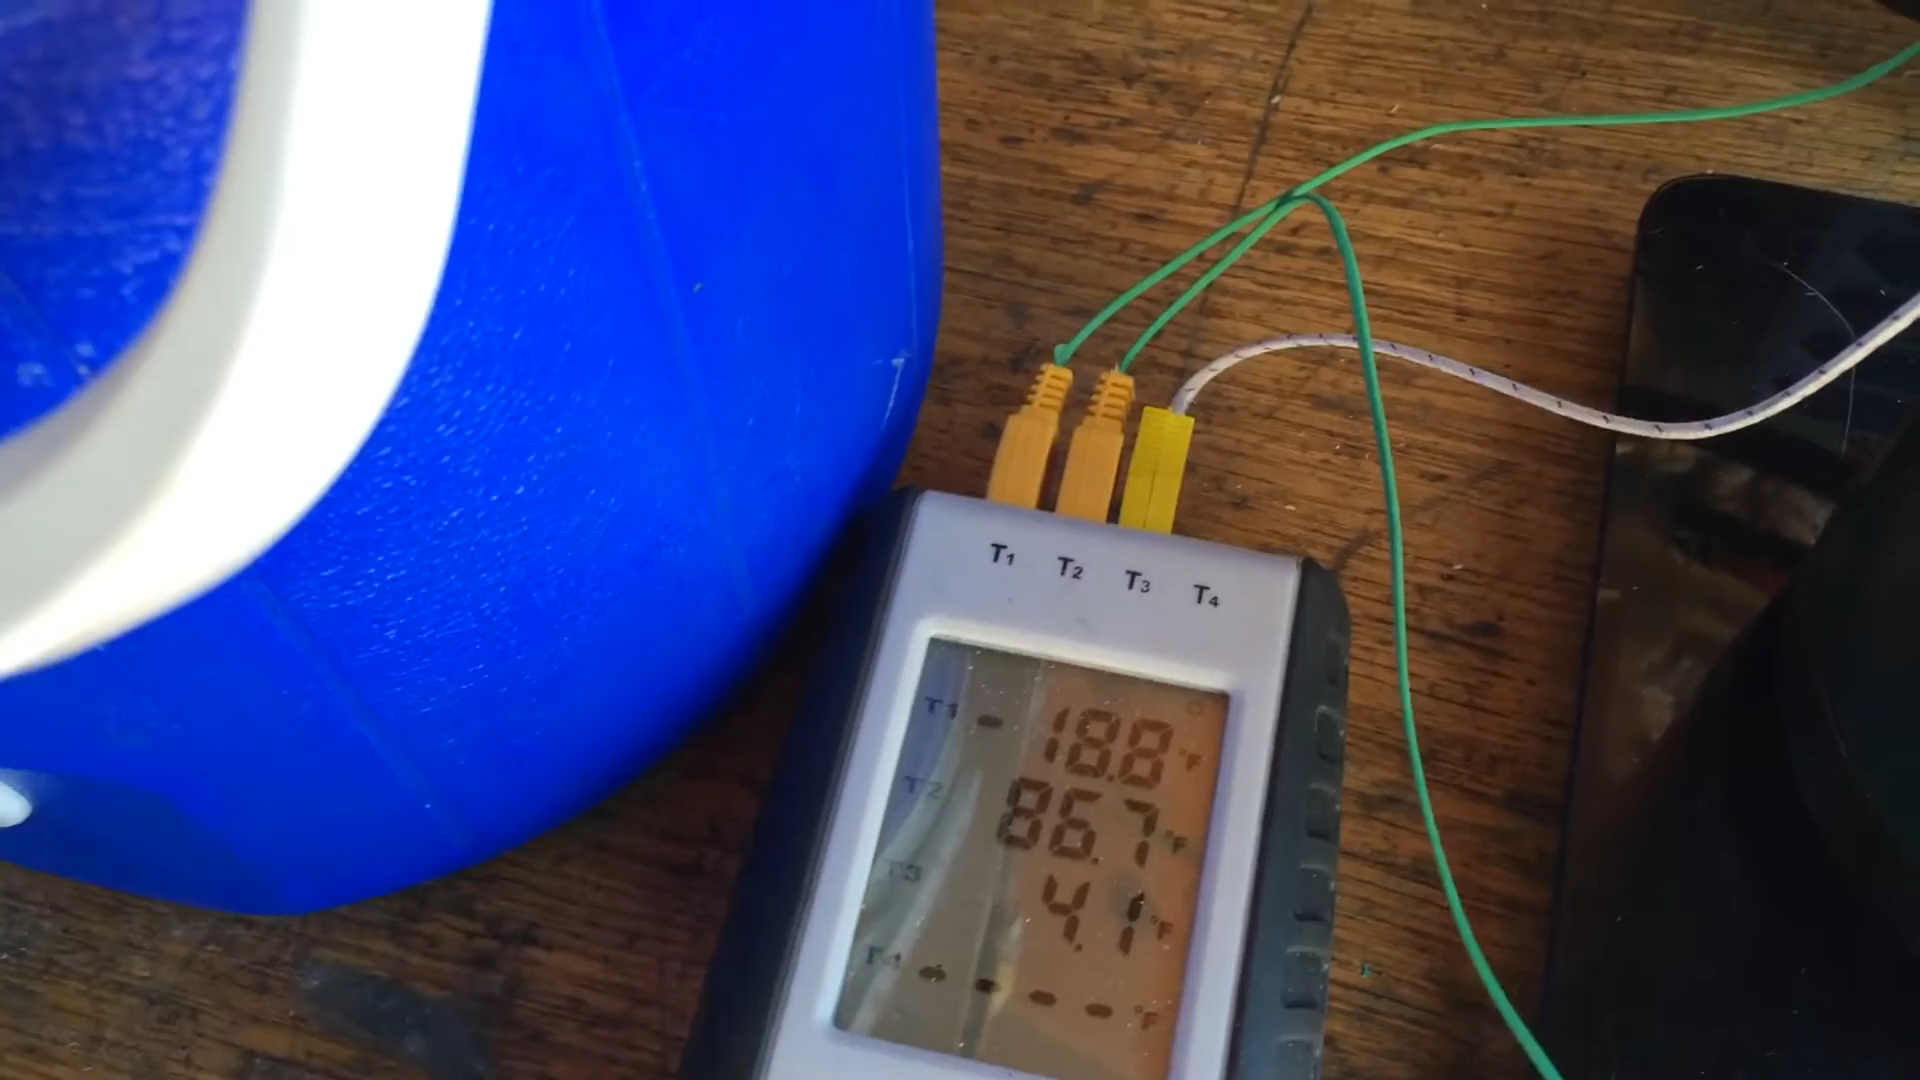 T1 T2 T3 T4
T1 -18.8 °F
T2 86.7 °F
T3 4.1 °F
T4 - - - - °F